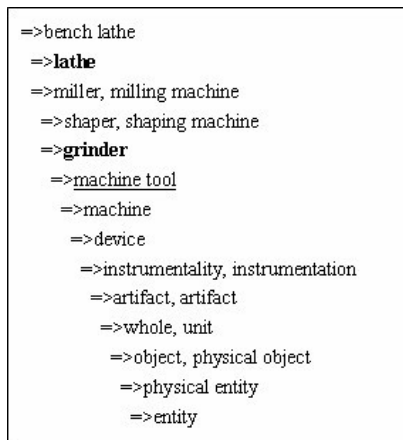 =>bench lathe
=>lathe
=>miller, milling machine
=>shaper, shaping machine
=>grinder
=>machine tool
=>machine
=>device
=>instrumentality, instrumentation
=>artifact, artifact
=>whole, unit
=>object, physical object
=>physical entity
=>entity